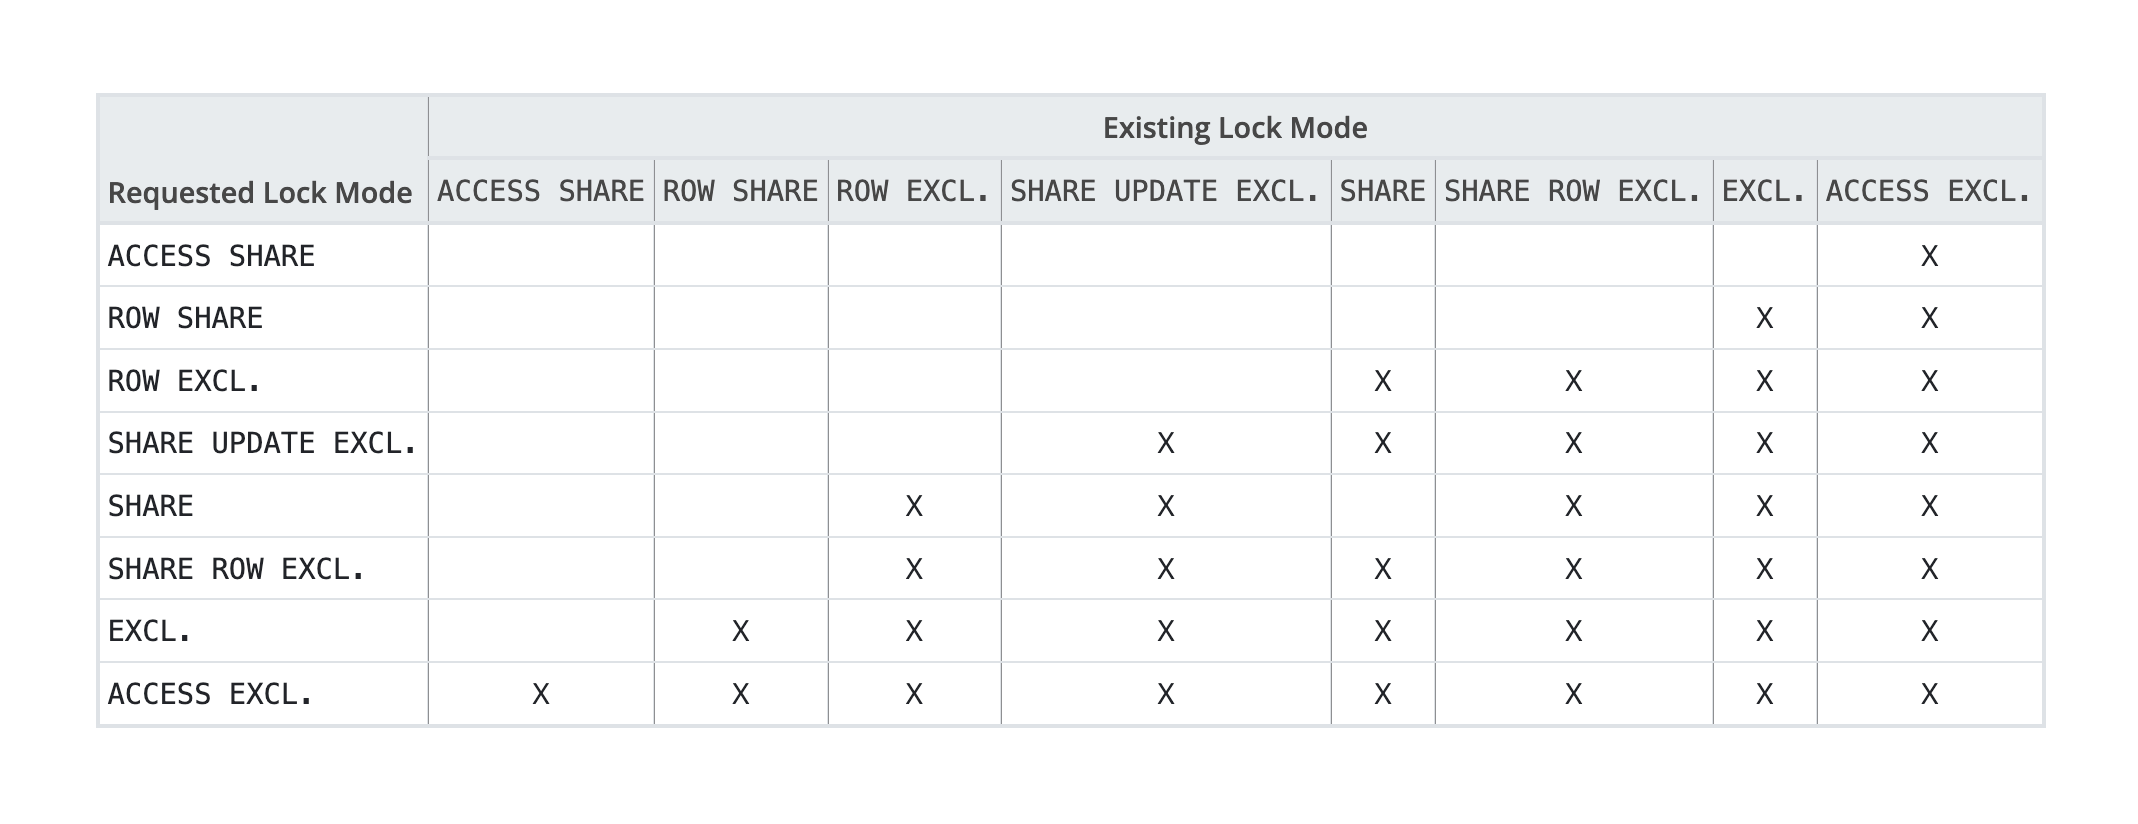 Existing Lock Mode
Requested Lock Mode ACCESS SHARE ROW SHARE ROW EXCL. SHARE UPDATE EXCL. SHARE SHARE ROW EXCL. EXCL. ACCESS EXCL.
ACCESS SHARE X
ROW SHARE X X
ROW EXCL. X X X X
SHARE UPDATE EXCL. X X X X X
SHARE X X X X X
SHARE ROW EXCL. X X X X X X
EXCL. X X X X X X X
ACCESS EXCL. X X X X X X X X